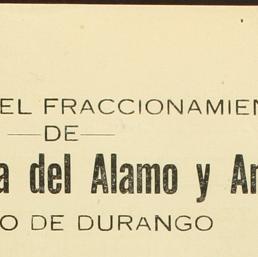 EL FRACCIONAMIEN
DE
a del Alamo y An
O DE DURANGO